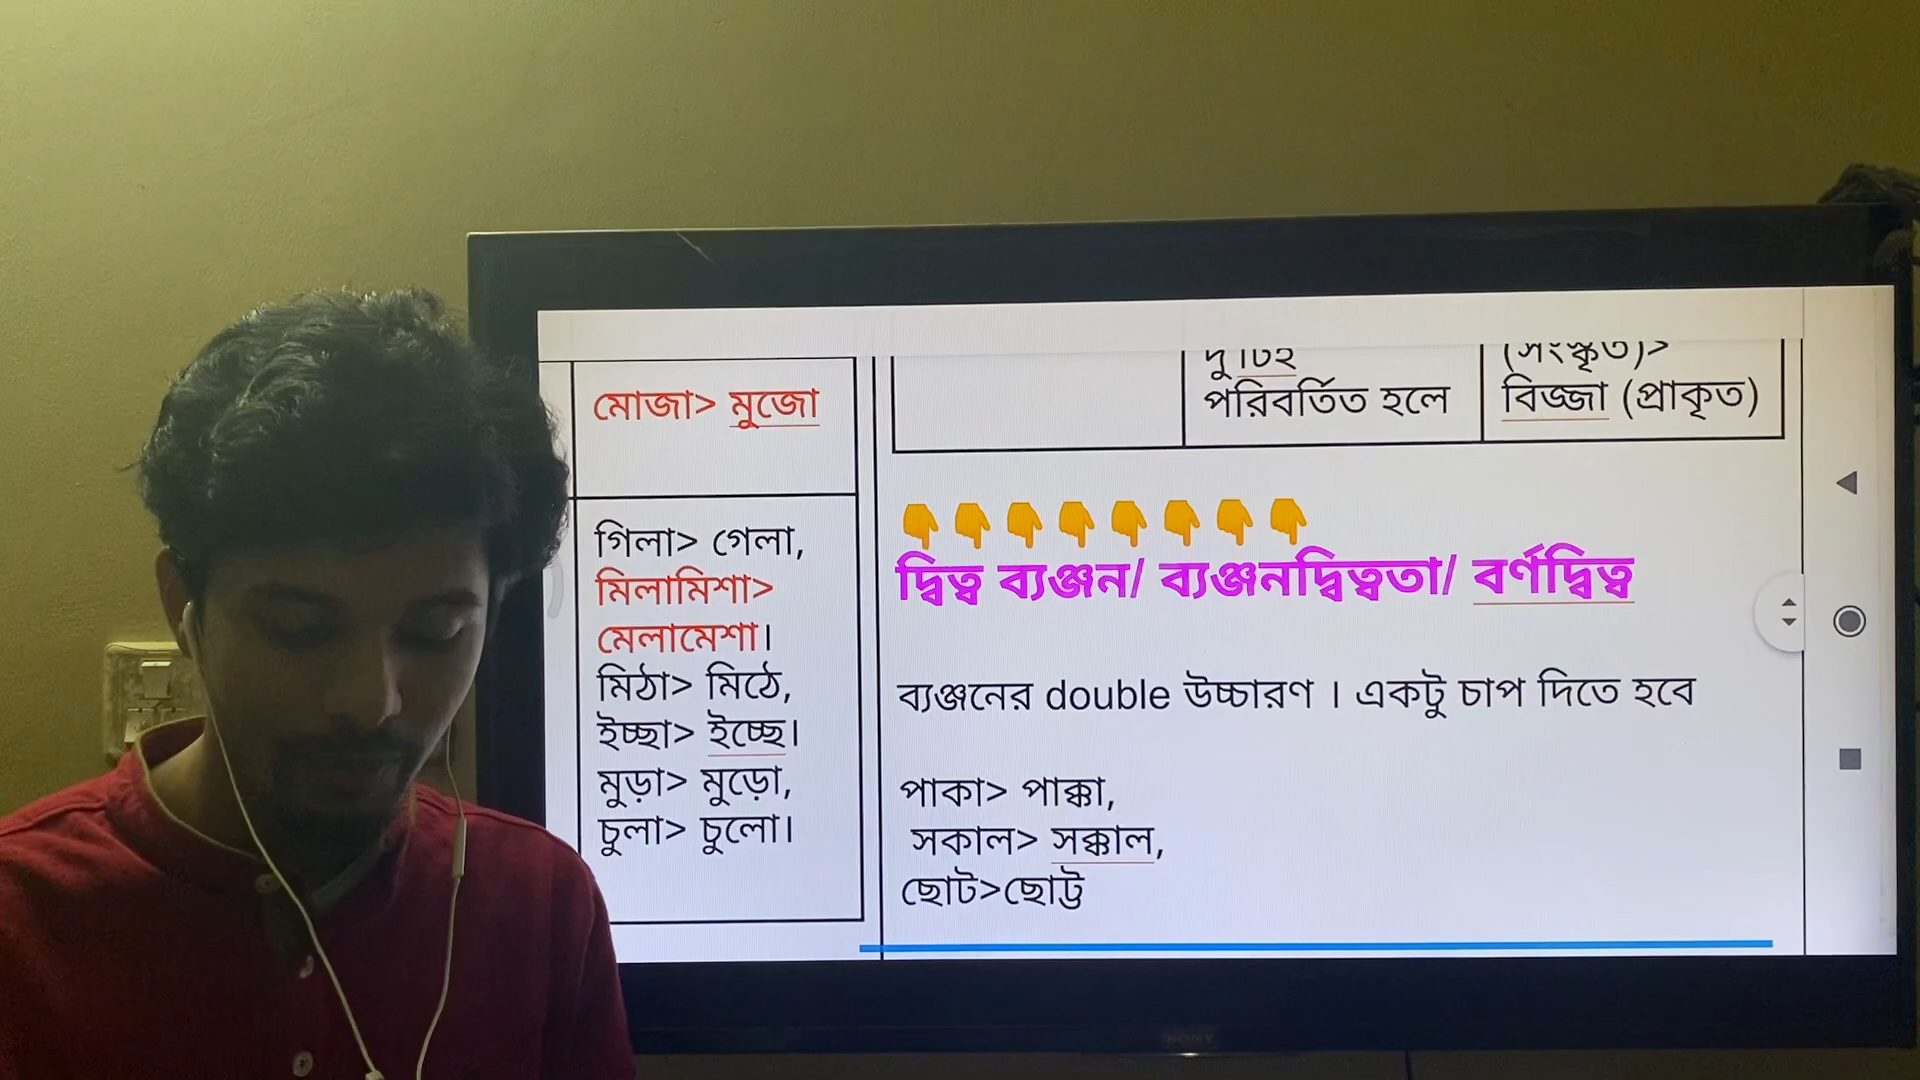 মোজা> মুজো
গিলা> গেলা,
মিলামিশা>
মেলামেশা।
মিঠা> মিঠে,
ইচ্ছা> ইচ্ছে।
মুড়া> মুড়ো,
চুলা> চুলো।
দুটিই
(সংস্কৃত)>
পরিবর্তিত হলে
বিজ্জা (প্রাকৃত)
দ্বিত্ব ব্যঞ্জন/ ব্যঞ্জনদ্বিত্বতা/ বর্ণদ্বিত্ব
ব্যঞ্জনের double উচ্চারণ। একটু চাপ দিতে হবে
পাকা> পাক্কা,
সকাল> সক্কাল,
ছোট>ছোট্ট
SONY